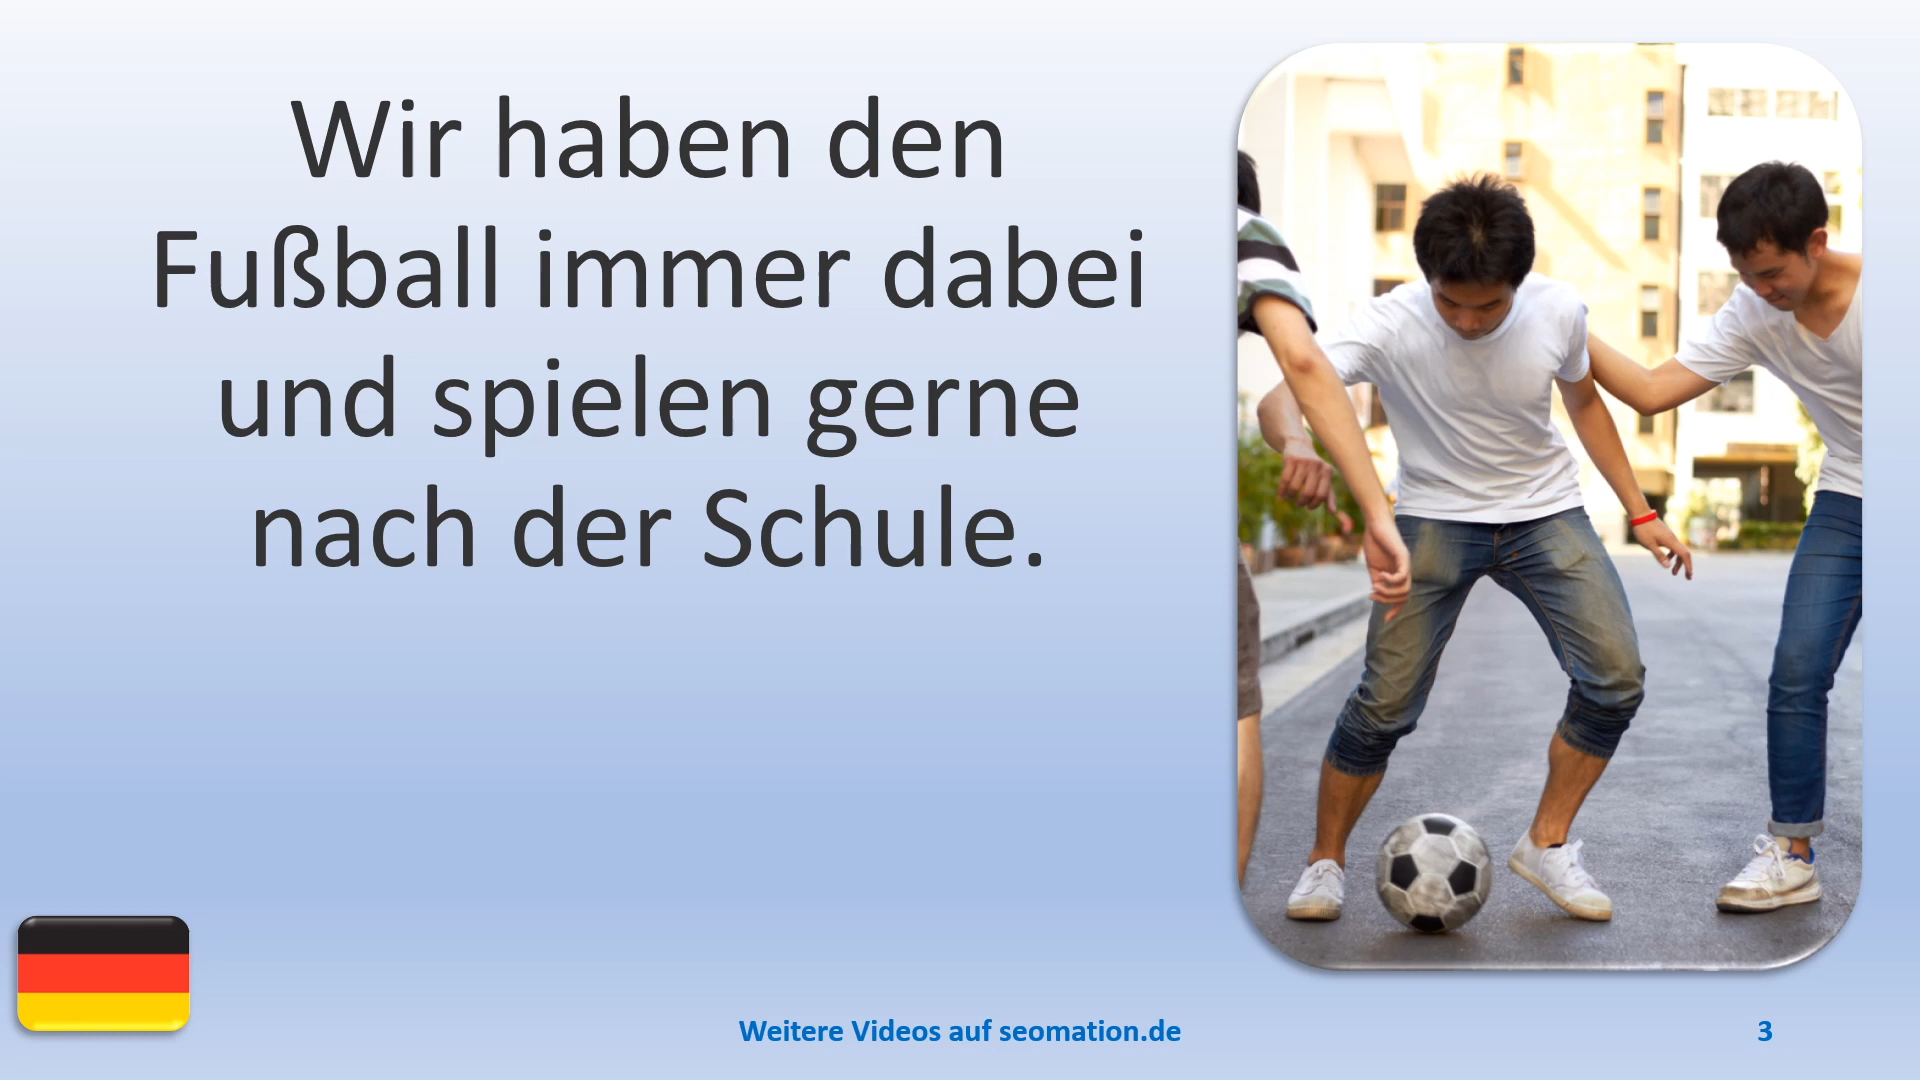 Wir haben den
Fußball immer dabei
und spielen gerne
nach der Schule.
Weitere Videos auf seomation.de
3